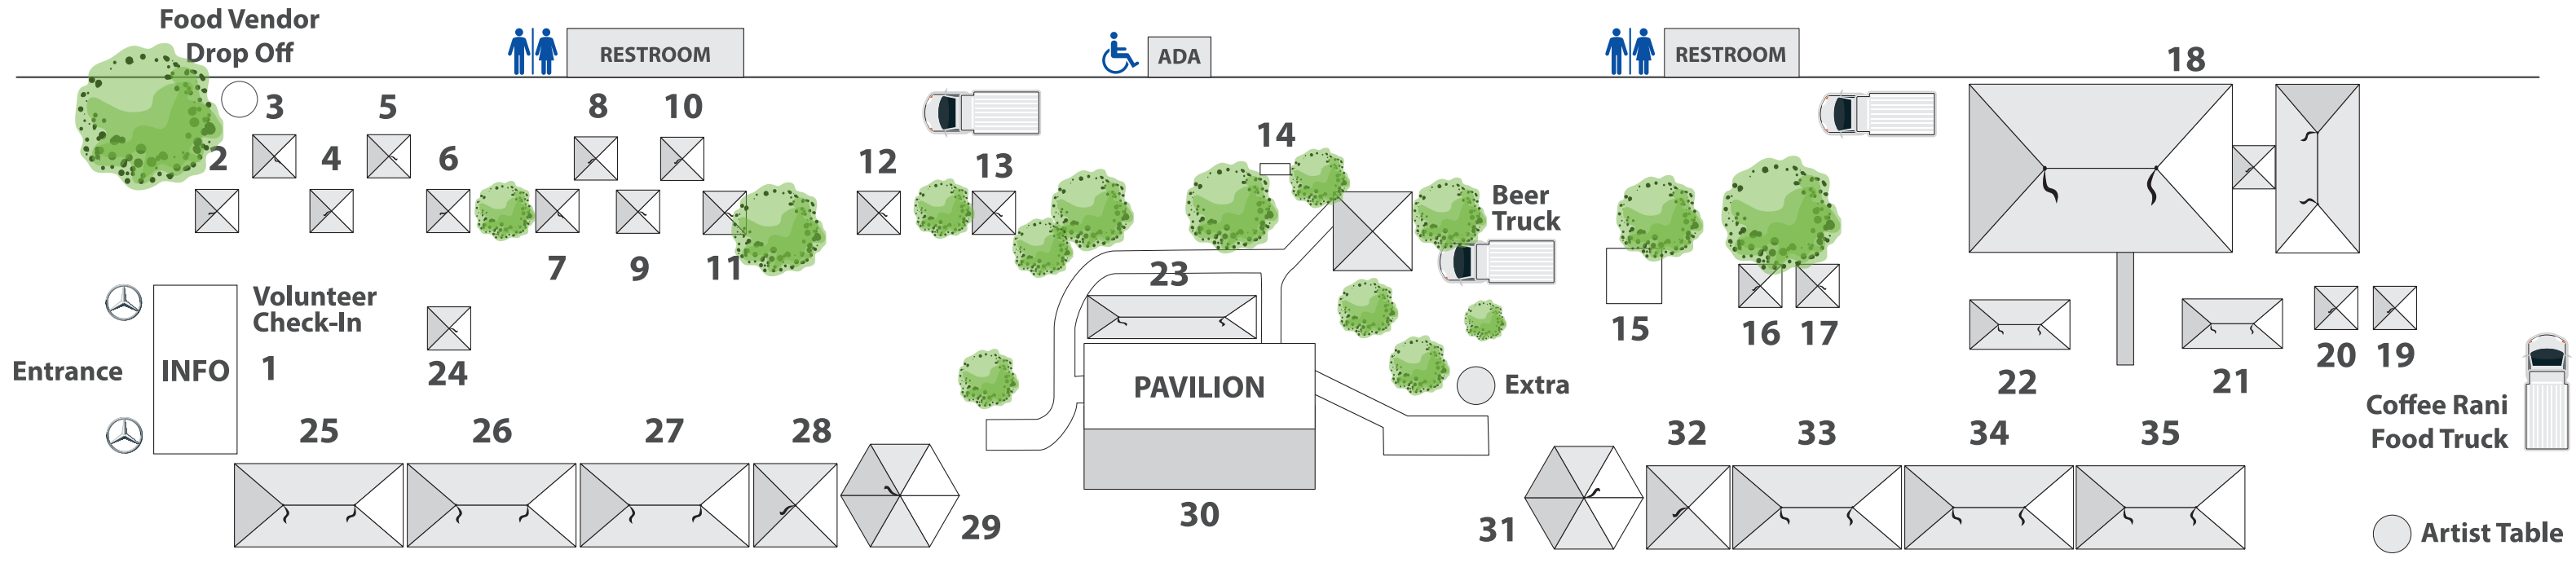 Food Vendor
Drop Off
RESTROOM
ADA
RESTROOM
18
3
5
8
10
14
2
4
6
12
13
Beer
Truck
7
9
11
23
Volunteer
Check-In
15
16
17
20
19
Entrance
INFO
1
24
PAVILION
Extra
22
21
Coffee Rani
Food Truck
25
26
27
28
32
33
34
35
29
30
31
Artist Table